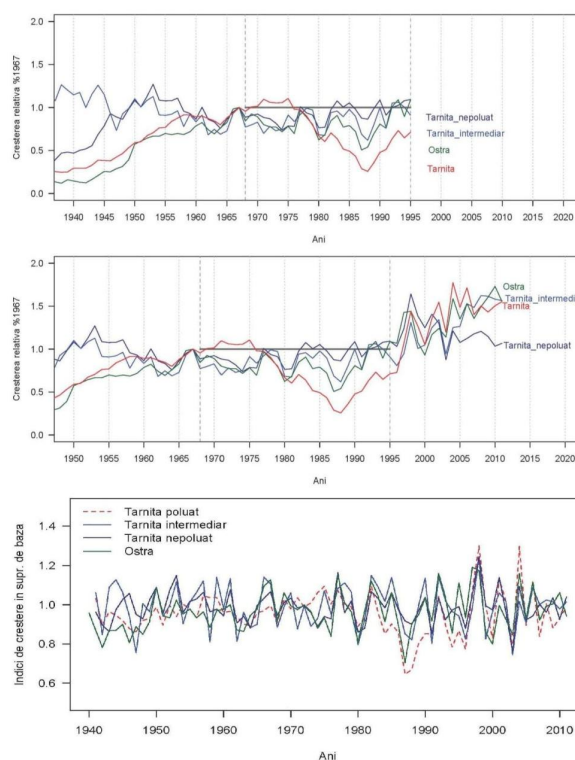 2.0
1.5
1.0
0.5
0.0
Cresterea relativa %1967
Tarnita_nepoluat
Tarnita_intermediar
Ostra
Tarnita
1940 1945 1950 1955 1960 1965 1970 1975 1980 1985 1990 1995 2000 2005 2010 2015 2020
Ani
2.0
1.5
1.0
0.5
0.0
Cresterea relativa %1967
Ostra
Tarnita_intermedi
Tarnita
Tarnita_nepoluat
1950 1955 1960 1965 1970 1975 1980 1985 1990 1995 2000 2005 2010 2015 2020
Ani
Tarnita poluat
Tarnita intermediar
Tarnita nepoluat
Ostra
1.4
1.2
1.0
0.8
0.6
Indici de crestere in supr. de baza
1940 1950 1960 1970 1980 1990 2000 2010
Ani